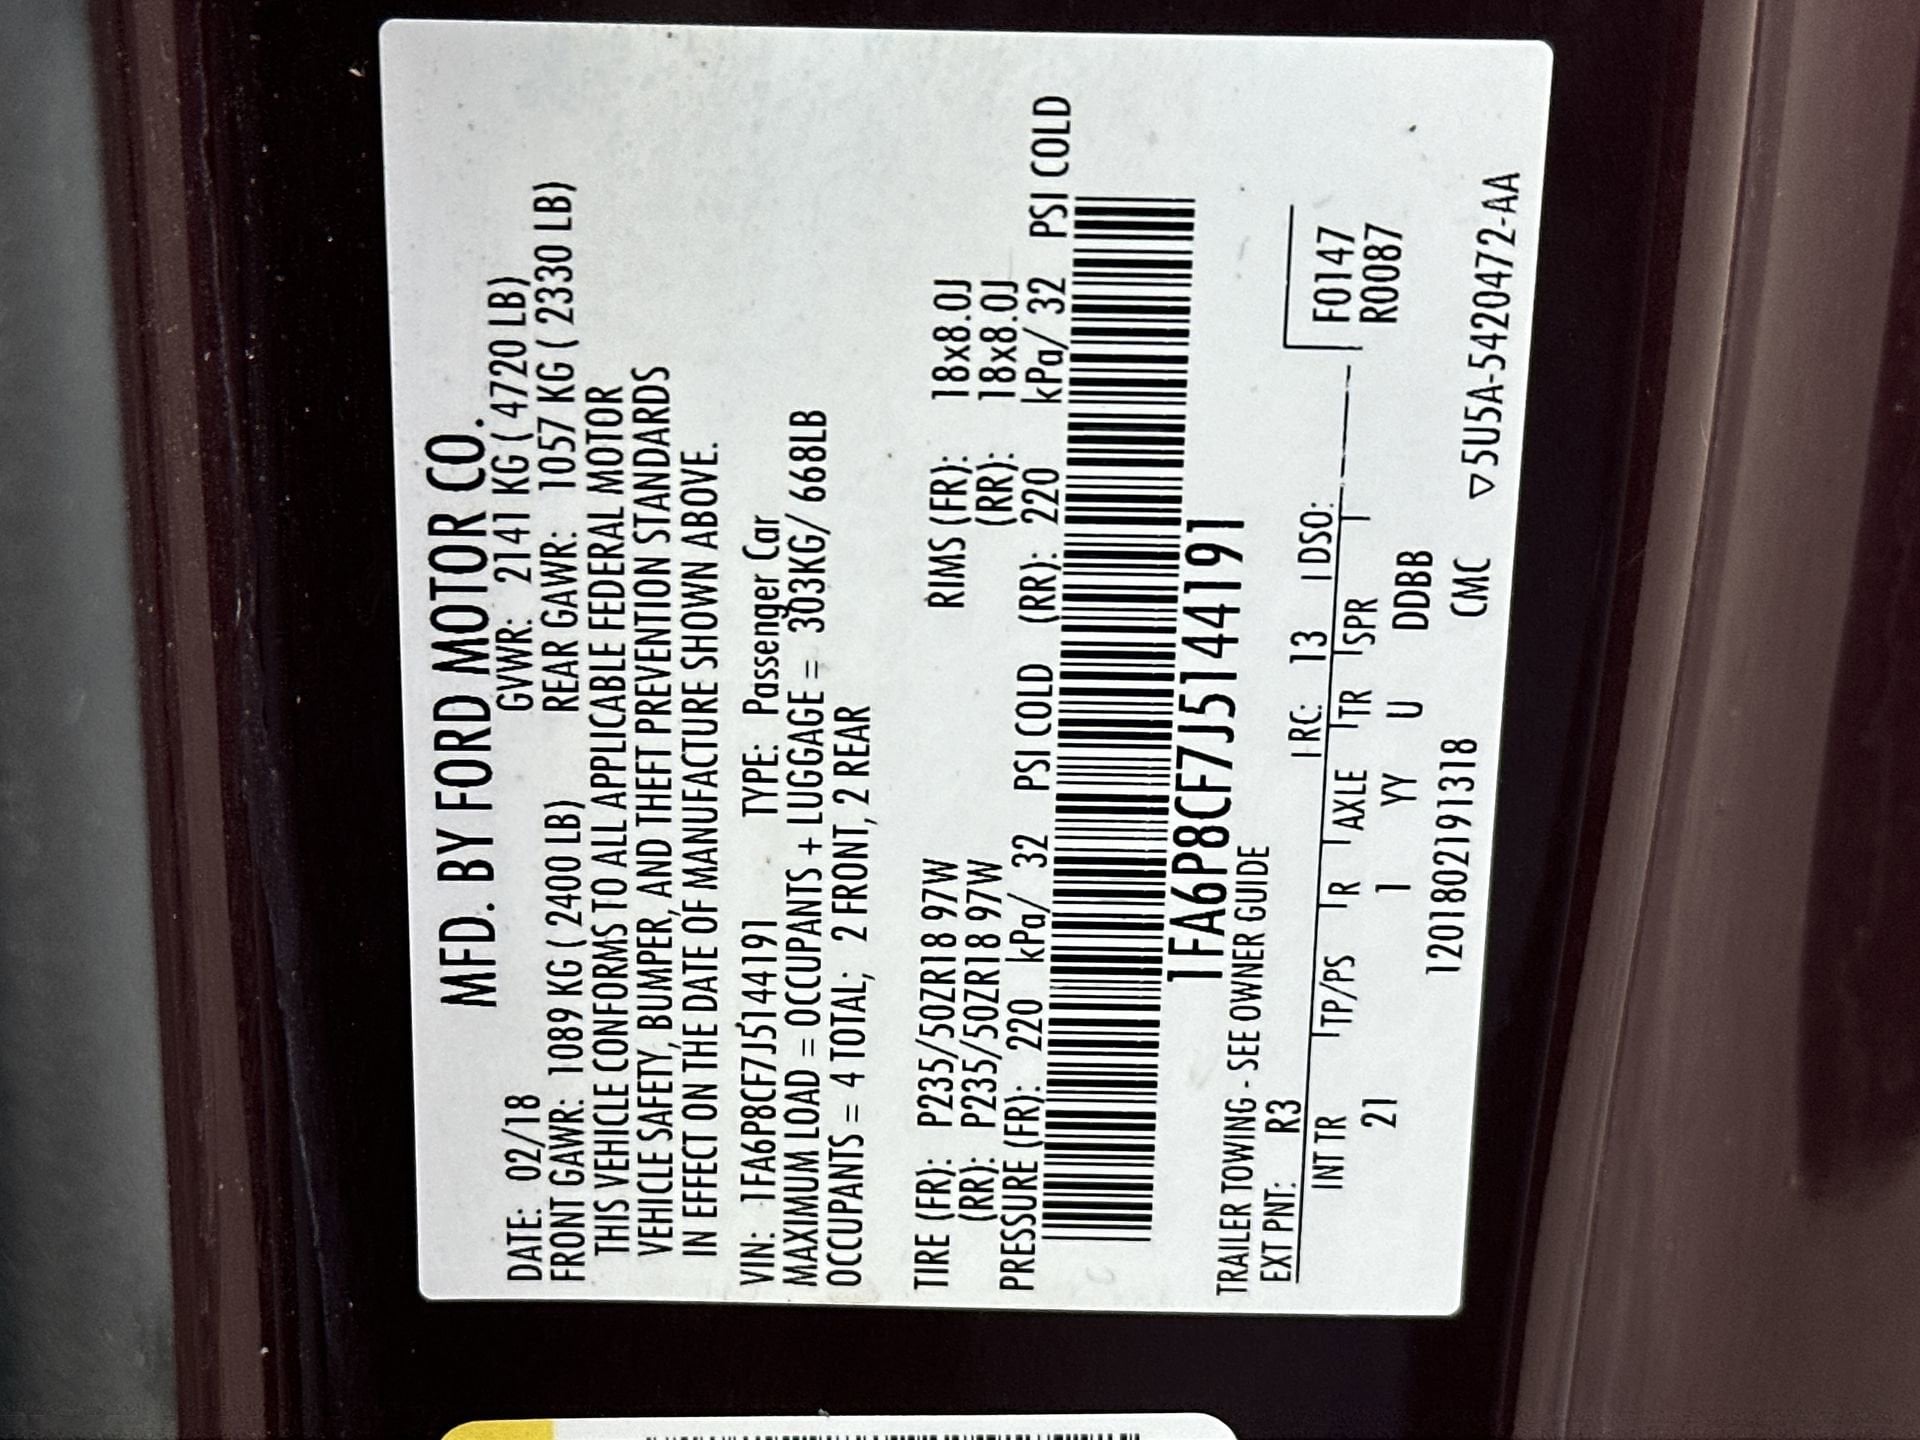 MFD. BY FORD MOTOR CO.
DATE: 02/18 GVWR: 2141 KG ( 4720 LB)
FRONT GAWR: 1089 KG ( 2400 LB) REAR GAWR: 1057 KG ( 2330 LB)
THIS VEHICLE CONFORMS TO ALL APPLICABLE FEDERAL MOTOR
VEHICLE SAFETY, BUMPER, AND THEFT PREVENTION STANDARDS
IN EFFECT ON THE DATE OF MANUFACTURE SHOWN ABOVE.
VIN: 1FA6P8CF7J5144191 TYPE: Passenger Car
MAXIMUM LOAD = OCCUPANTS + LUGGAGE = 303KG/ 668LB
OCCUPANTS = 4 TOTAL; 2 FRONT, 2 REAR
TIRE (FR): P235/50ZR18 97W RIMS (FR): 18x8.0J
(RR): P235/50ZR18 97W (RR): 18x8.0J
PRESSURE (FR): 220 kPa/ 32 PSI COLD (RR): 220 kPa/ 32 PSI COLD
1FA6P8CF7J5144191
TRAILER TOWING - SEE OWNER GUIDE
EXT PNT: R3 RC: 13 DSO:
INT TR TP/PS R AXLE TR SPR F0147
21 1 YY U DDBB R0087
1201802191318 CMC ▽5U5A-5420472-AA